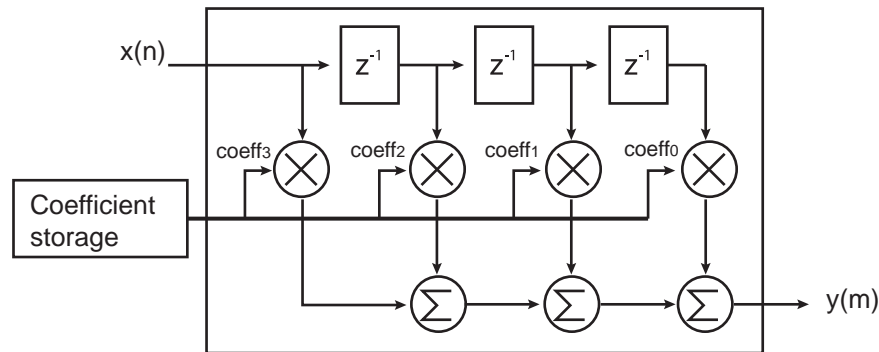 x(n)
z⁻¹
z⁻¹
z⁻¹
coeff₃
coeff₂
coeff₁
coeff₀
Coefficient
storage
Σ
Σ
Σ
y(m)